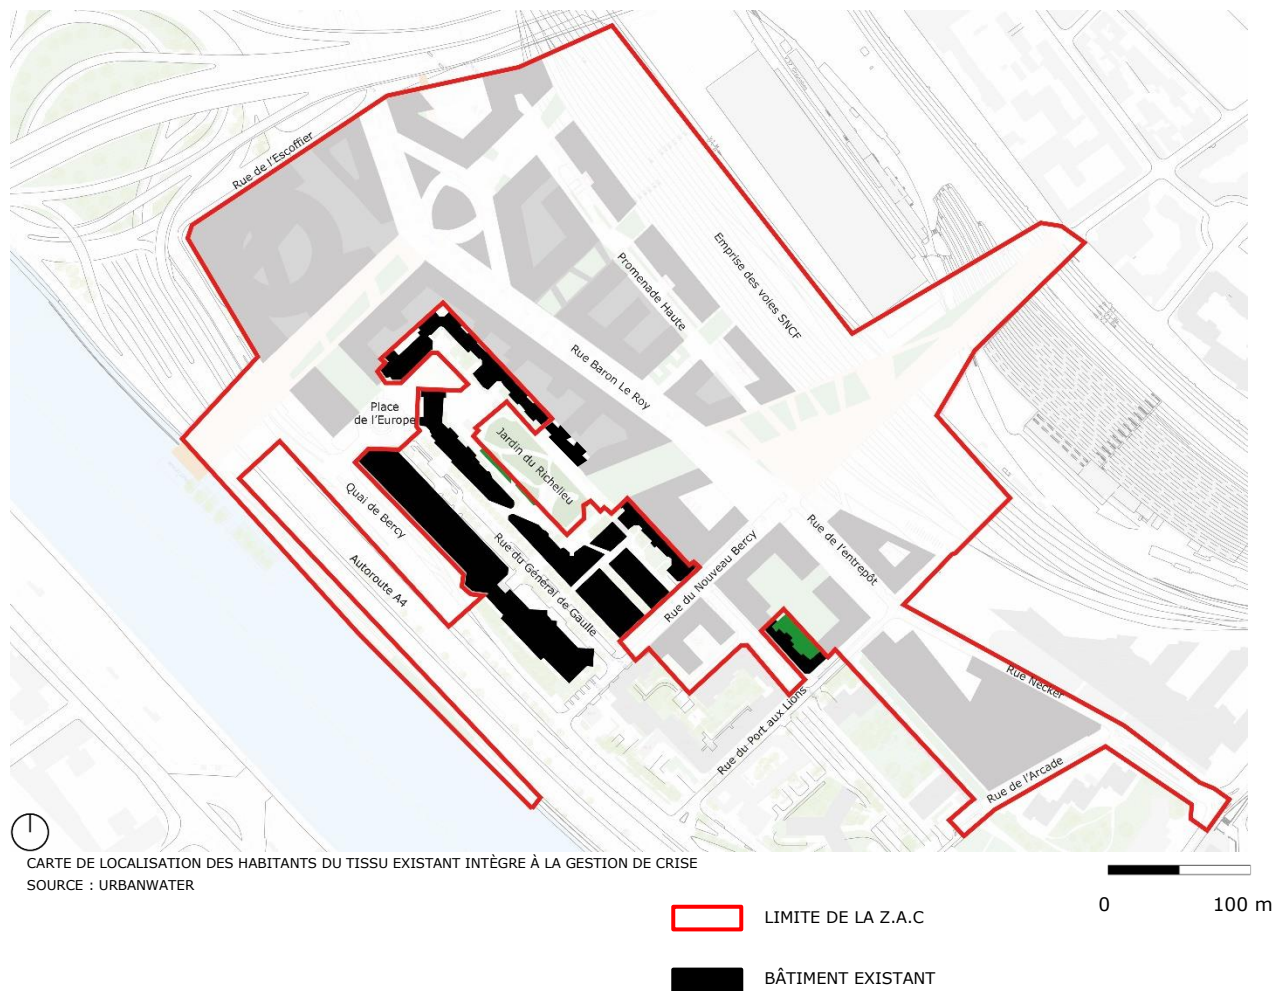 Rue de l'Escoffier
Emprise des voies SNCF
Promenade Haute
Rue Baron Le Roy
Place
de l'Europe
Jardin du Richelieu
Quai de Bercy
Rue du Général de Gaulle
Autoroute A4
Rue du Nouveau Bercy
Rue de l'entrepôt
Rue Necker
Rue du Port aux Lions
Rue de l'Arcade
CARTE DE LOCALISATION DES HABITANTS DU TISSU EXISTANT INTÈGRE À LA GESTION DE CRISE
SOURCE : URBANWATER
0 100 m
LIMITE DE LA Z.A.C
BÂTIMENT EXISTANT